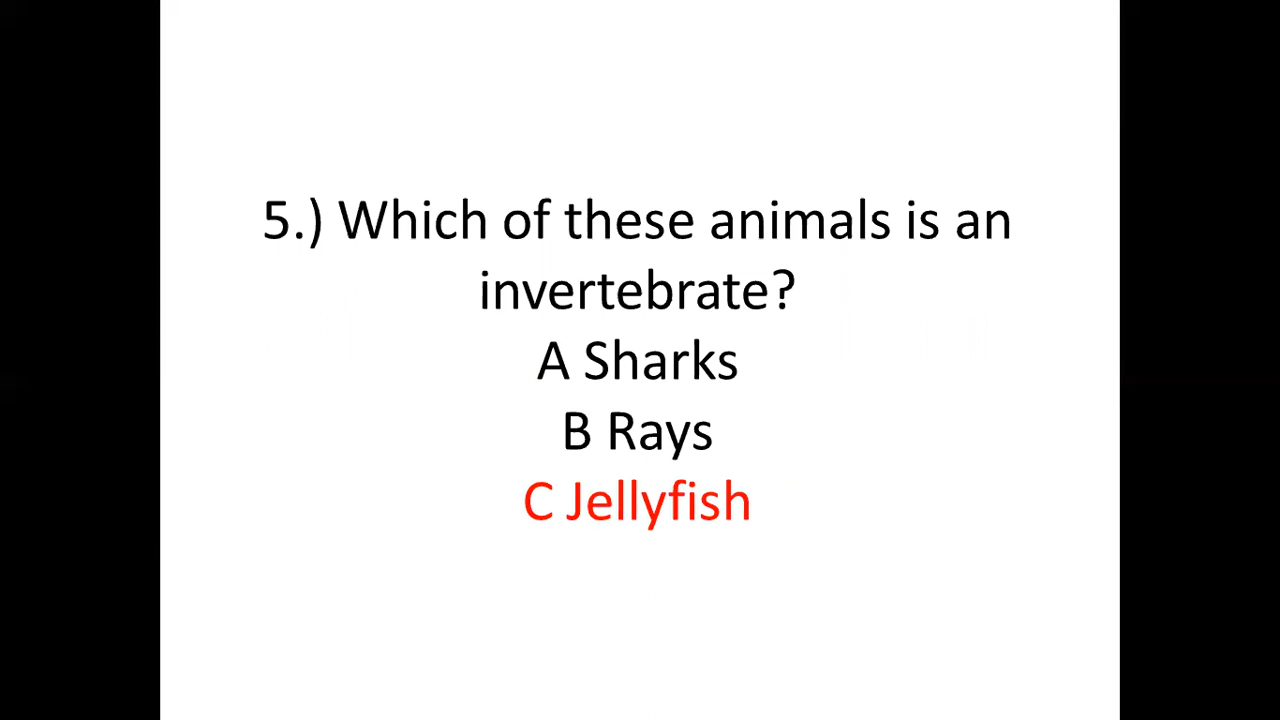 5.) Which of these animals is an
invertebrate?
A Sharks
B Rays
C Jellyfish